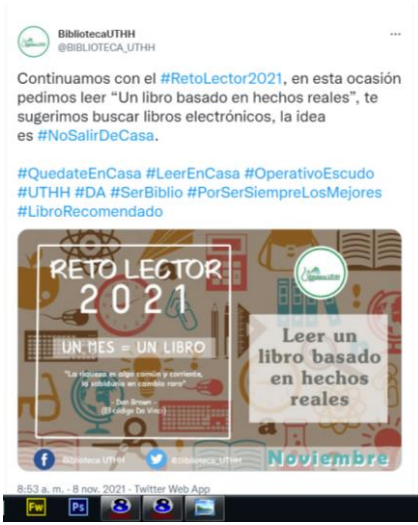 BibliotecaUTHH
@BIBLIOTECA_UTHH
Continuamos con el #RetoLector2021, en esta ocasión
pedimos leer “Un libro basado en hechos reales”, te
sugerimos buscar libros electrónicos, la idea
es #NoSalirDeCasa.
#QuedateEnCasa #LeerEnCasa #OperativoEscudo
#UTHH #DA #SerBiblio #PorSerSiempreLosMejores
#LibroRecomendado
RETO LECTOR
2021
UN MES = UN LIBRO
"La riqueza es algo común y corriente,
la sabiduría en cambio raro"
- Dan Brown -
(El código Da Vinci)
Leer un
libro basado
en hechos
reales
Biblioteca UTHH
@Biblioteca_UTHH
Noviembre
8:53 a. m. · 8 nov. 2021 · Twitter Web App
Fw
Ps